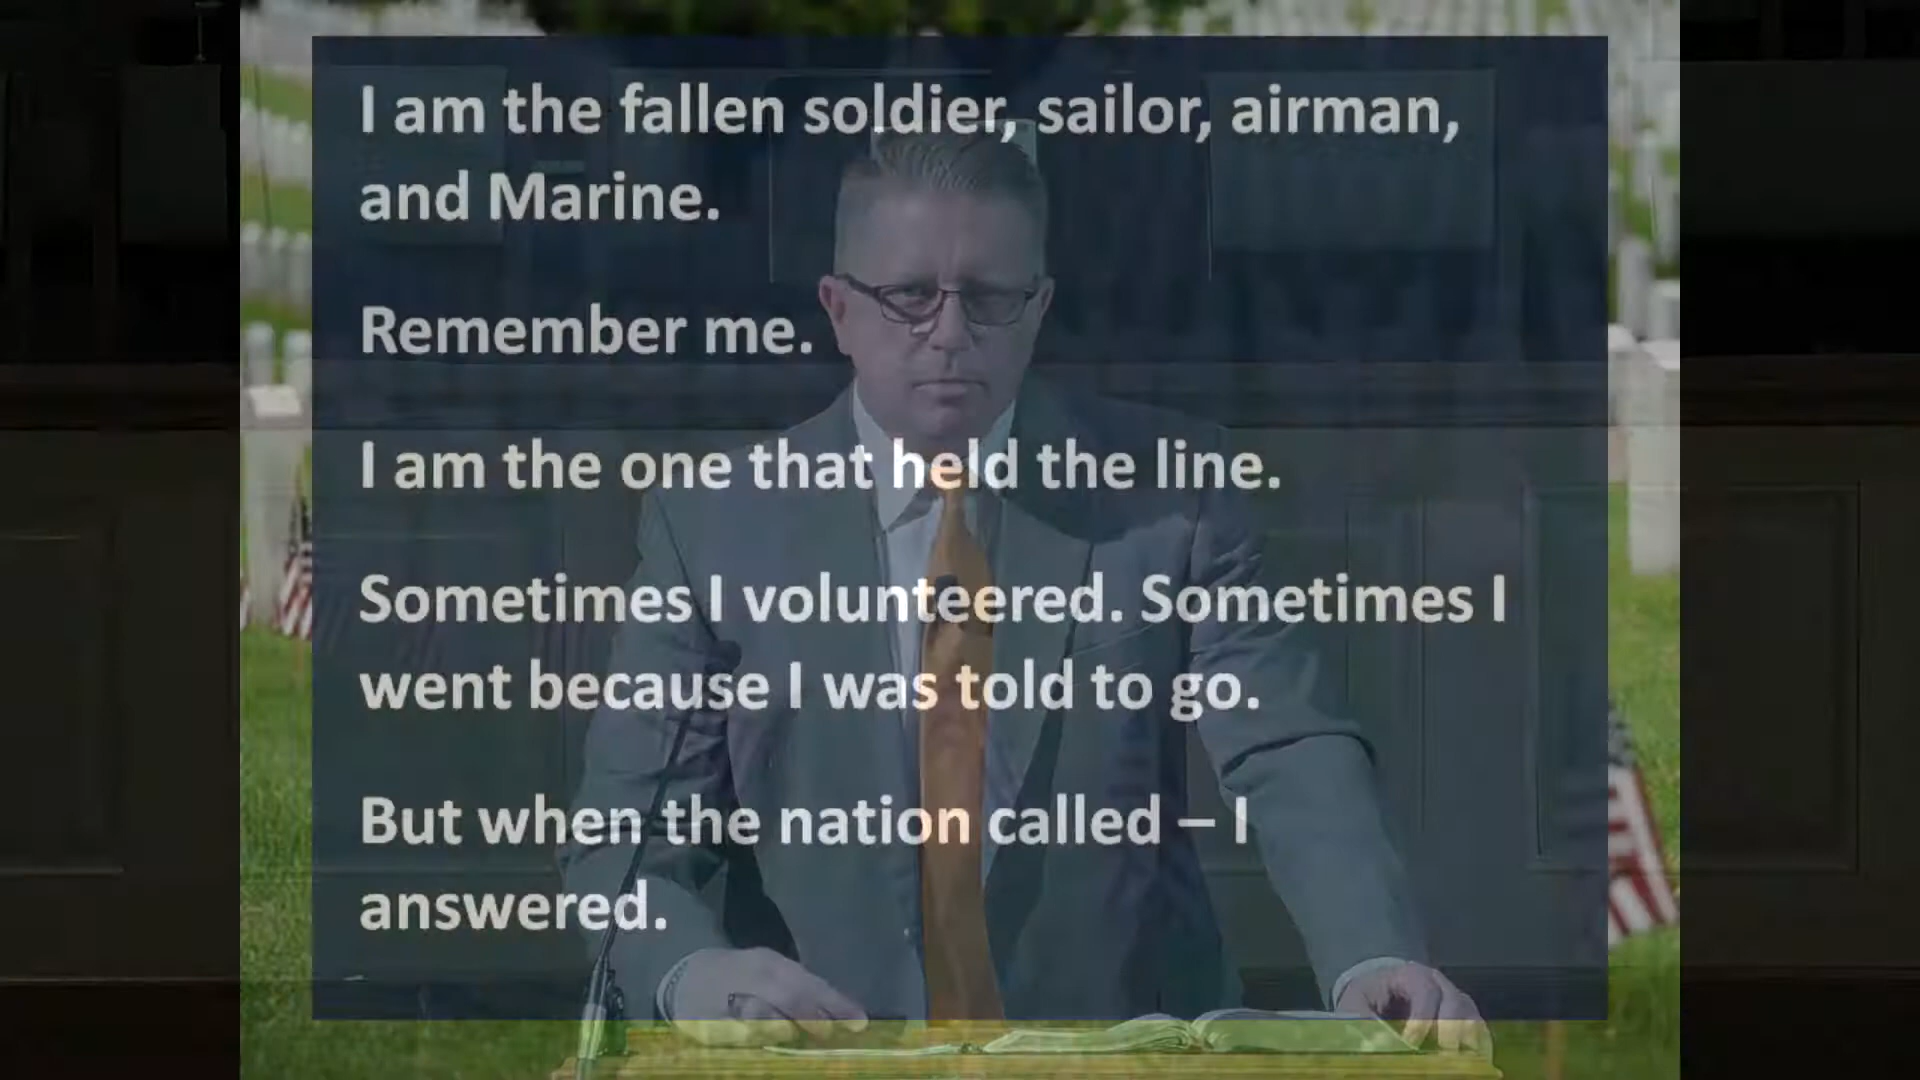 I am the fallen soldier, sailor, airman,
and Marine.
Remember me.
I am the one that held the line.
Sometimes I volunteered. Sometimes I
went because I was told to go.
But when the nation called – I
answered.